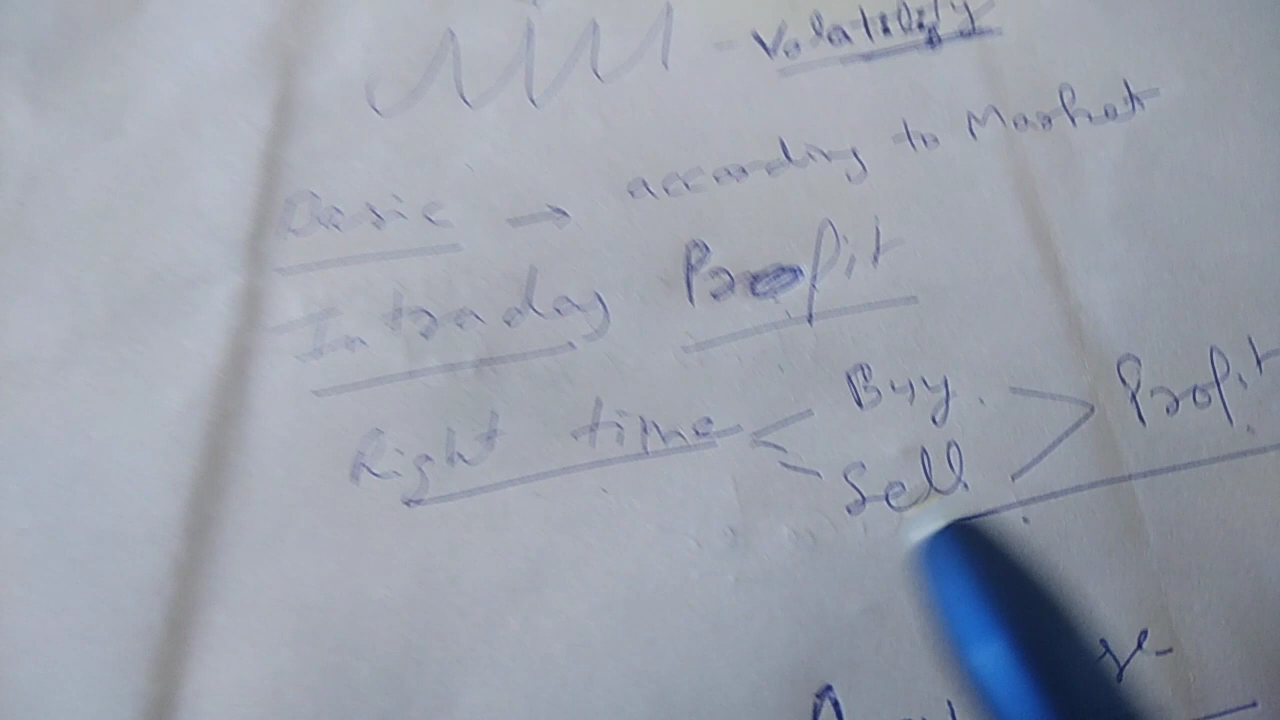 - Volatility
Basic → according to Market
Intraday Profit
Right time < Buy. > Profit
Sell